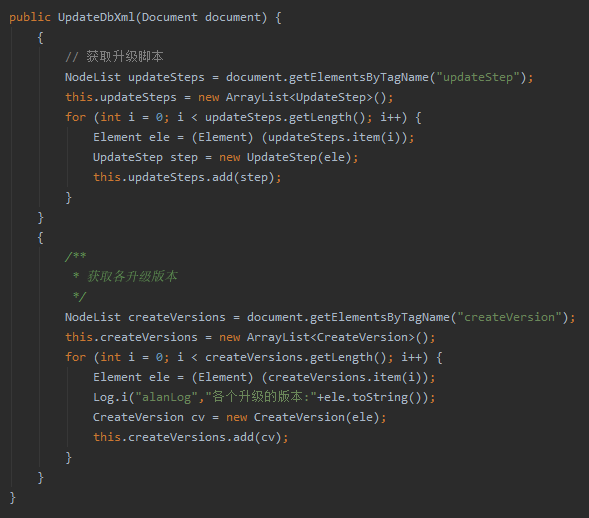 public UpdateDbXml(Document document) {
{
// 获取升级脚本
NodeList updateSteps = document.getElementsByTagName("updateStep");
this.updateSteps = new ArrayList<UpdateStep>();
for (int i = 0; i < updateSteps.getLength(); i++) {
Element ele = (Element) (updateSteps.item(i));
UpdateStep step = new UpdateStep(ele);
this.updateSteps.add(step);
}
}
{
/**
* 获取各升级版本
*/
NodeList createVersions = document.getElementsByTagName("createVersion");
this.createVersions = new ArrayList<CreateVersion>();
for (int i = 0; i < createVersions.getLength(); i++) {
Element ele = (Element) (createVersions.item(i));
Log.i("alanLog","各个升级的版本:"+ele.toString());
CreateVersion cv = new CreateVersion(ele);
this.createVersions.add(cv);
}
}
}